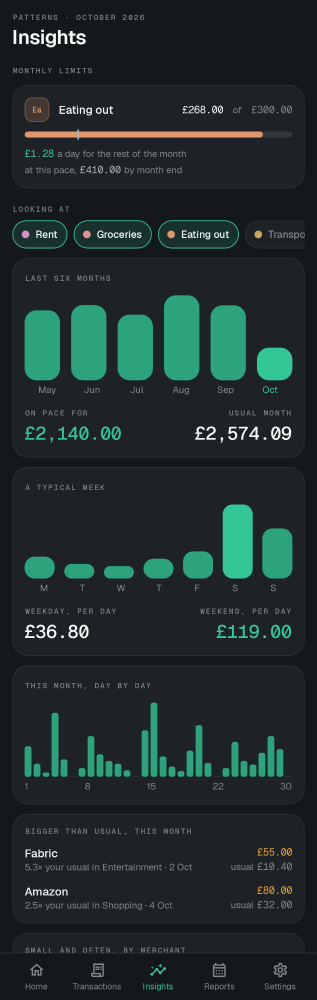 PATTERNS · OCTOBER 2026
Insights
MONTHLY LIMITS
Ea Eating out £268.00 of £300.00
£1.28 a day for the rest of the month
at this pace, £410.00 by month end
LOOKING AT
Rent Groceries Eating out Transpo
LAST SIX MONTHS
May Jun Jul Aug Sep Oct
ON PACE FOR USUAL MONTH
£2,140.00 £2,574.09
A TYPICAL WEEK
M T W T F S S
WEEKDAY, PER DAY WEEKEND, PER DAY
£36.80 £119.00
THIS MONTH, DAY BY DAY
1 8 15 22 30
BIGGER THAN USUAL, THIS MONTH
Fabric £55.00
5.3× your usual in Entertainment · 2 Oct usual £10.40
Amazon £80.00
2.5× your usual in Shopping · 4 Oct usual £32.00
SMALL AND OFTEN, BY MERCHANT
Home Transactions Insights Reports Settings